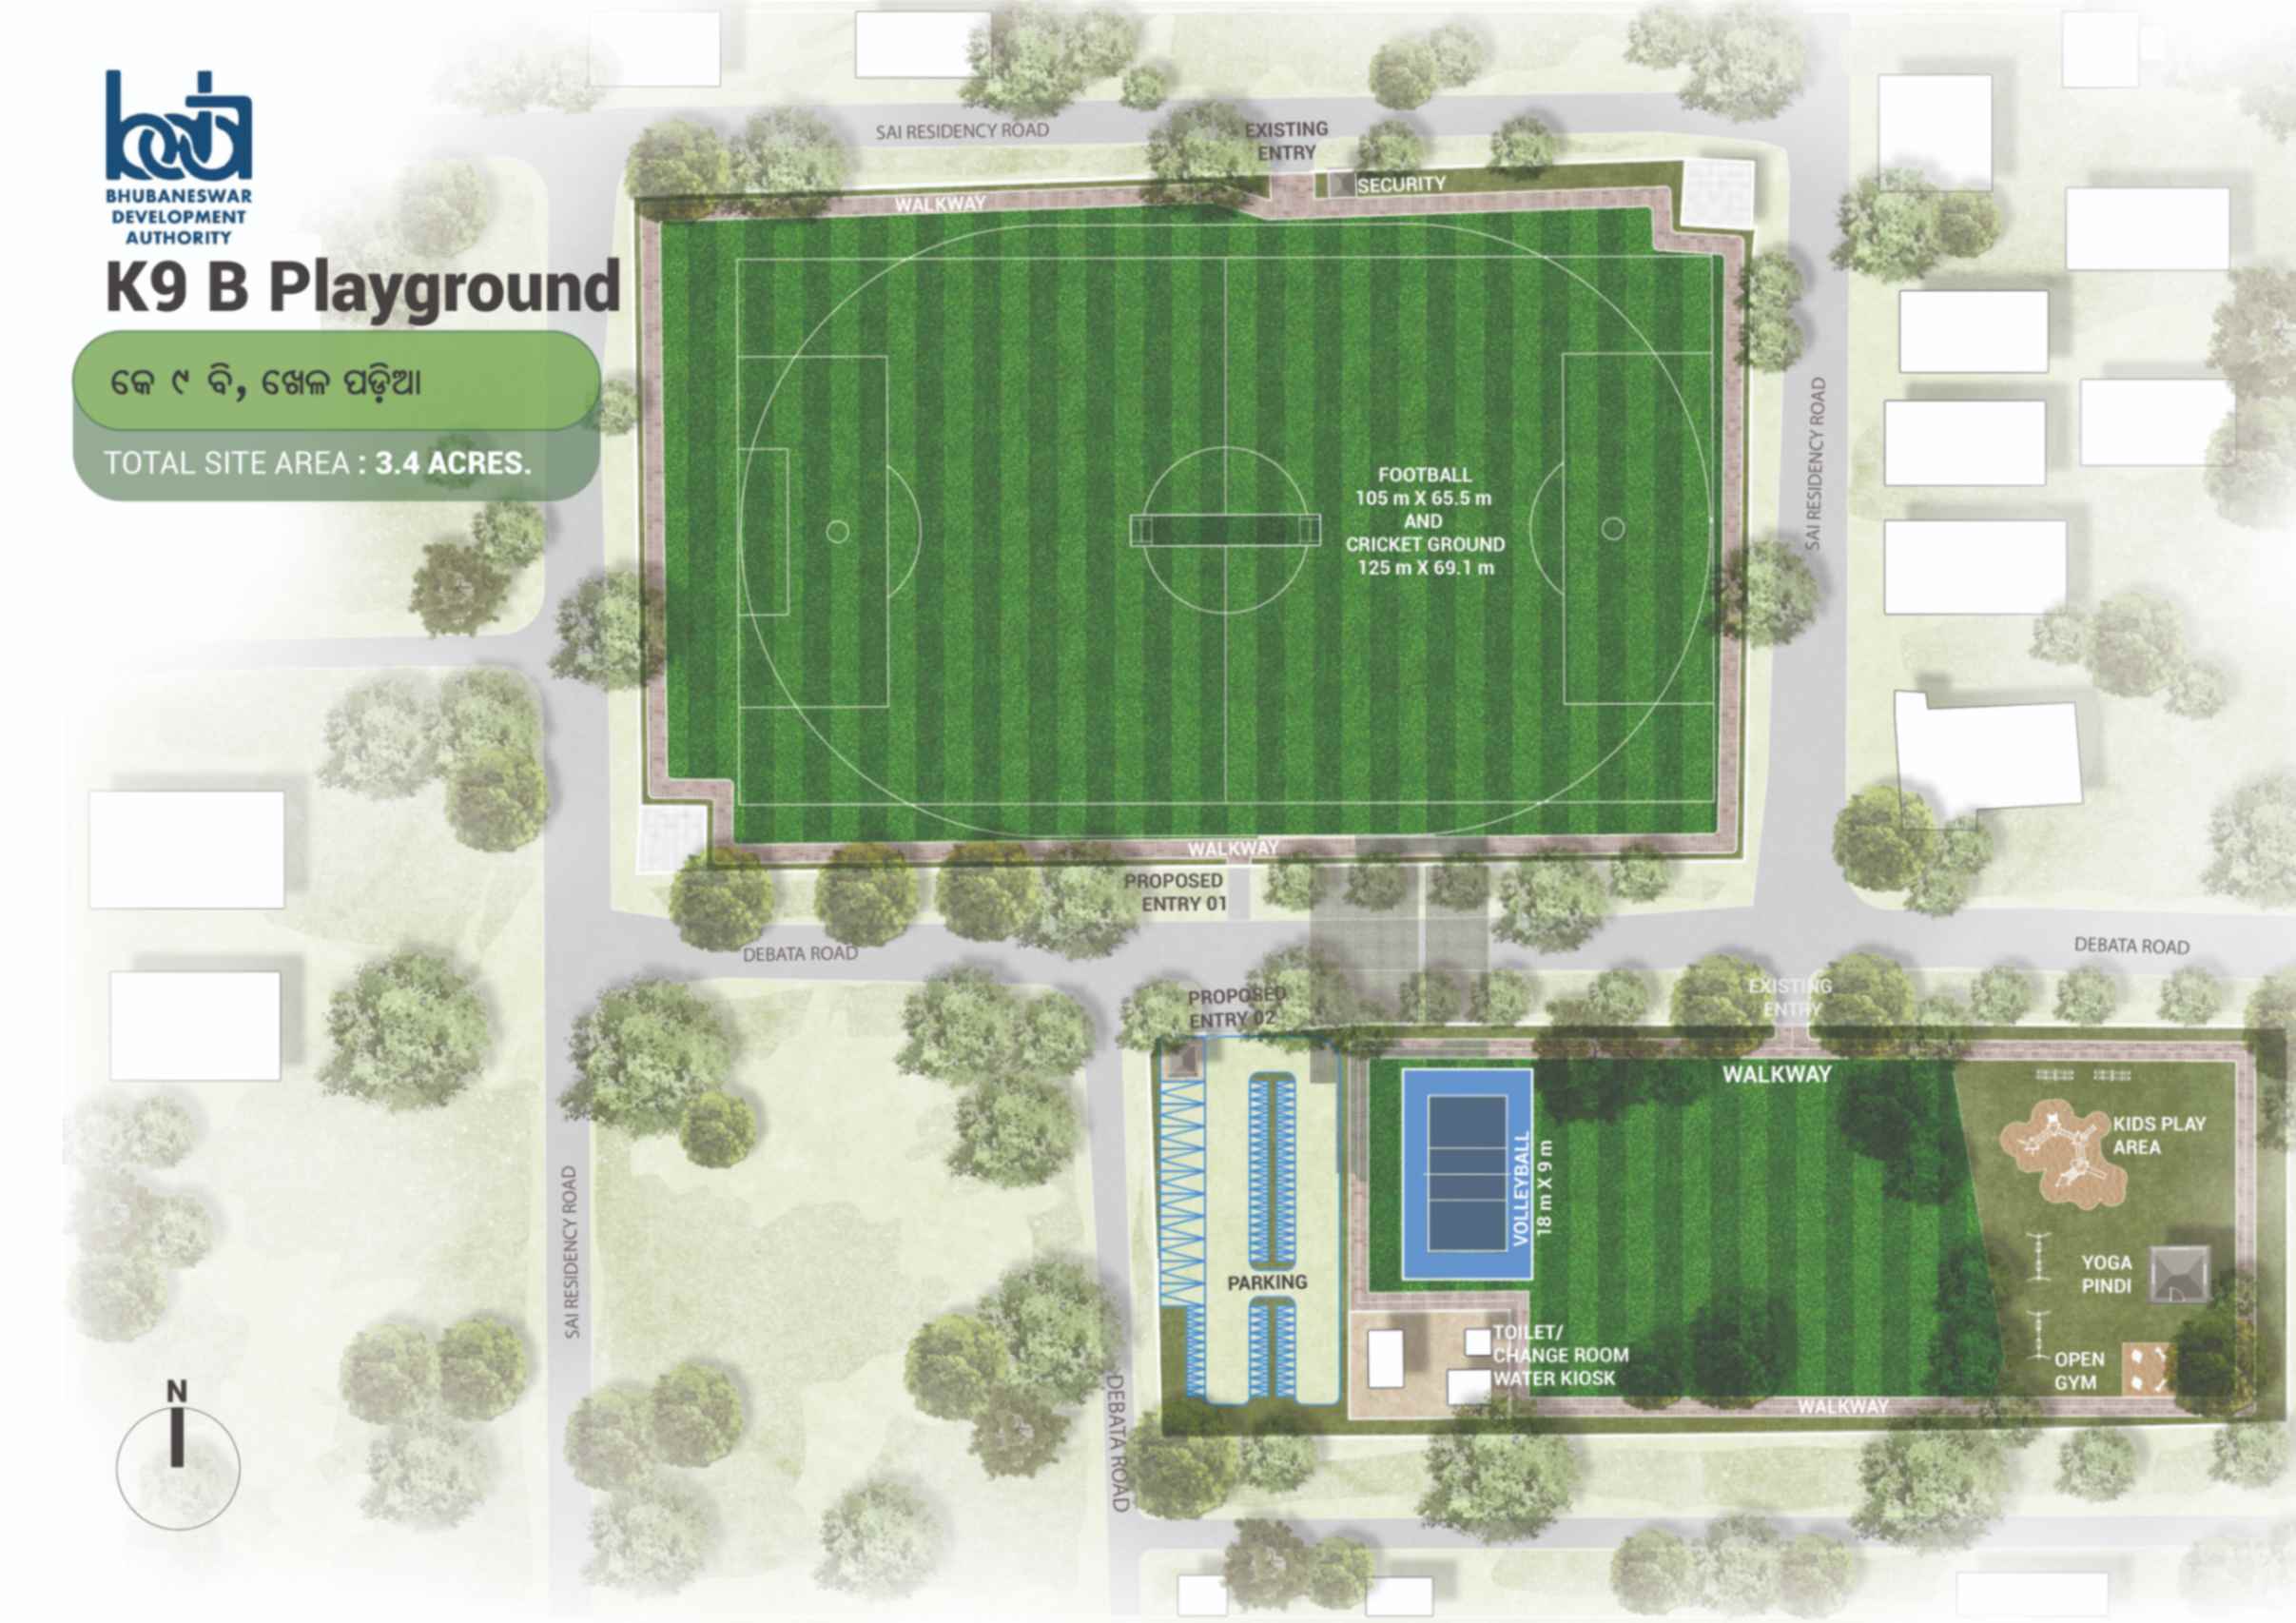 BHUBANESWAR
DEVELOPMENT
AUTHORITY
K9 B Playground
କେ ୯ ବି, ଖେଳ ପଡ଼ିଆ
TOTAL SITE AREA : 3.4 ACRES.
SAI RESIDENCY ROAD
EXISTING
ENTRY
SECURITY
WALKWAY
FOOTBALL
105 m X 65.5 m
AND
CRICKET GROUND
125 m X 69.1 m
SAI RESIDENCY ROAD
WALKWAY
PROPOSED
ENTRY 01
DEBATA ROAD
DEBATA ROAD
PROPOSED
ENTRY 02
EXISTING
ENTRY
WALKWAY
KIDS PLAY
AREA
VOLLEYBALL
18 m X 9 m
SAI RESIDENCY ROAD
PARKING
YOGA
PINDI
TOILET/
CHANGE ROOM
WATER KIOSK
OPEN
GYM
WALKWAY
DEBATA ROAD
N